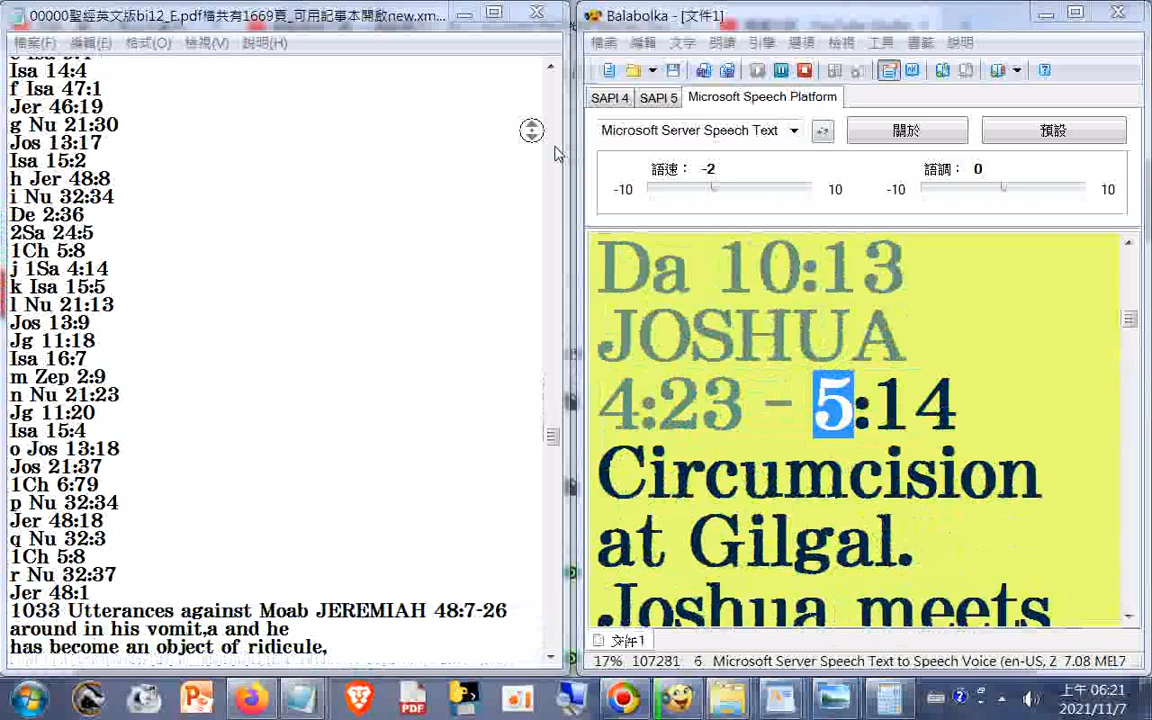 00000聖經英文版bi12_E.pdf檔共有1669頁_可用記事本開啟new.xm...
檔案(F) 編輯(E) 格式(O) 檢視(V) 說明(H)
Isa 14:4
f Isa 47:1
Jer 46:19
g Nu 21:30
Jos 13:17
Isa 15:2
h Jer 48:8
i Nu 32:34
De 2:36
2Sa 24:5
1Ch 5:8
j 1Sa 4:14
k Isa 15:5
l Nu 21:13
Jos 13:9
Jg 11:18
Isa 16:7
m Zep 2:9
n Nu 21:23
Jg 11:20
Isa 15:4
o Jos 13:18
Jos 21:37
1Ch 6:79
p Nu 32:34
Jer 48:18
q Nu 32:3
1Ch 5:8
r Nu 32:37
Jer 48:1
1033 Utterances against Moab JEREMIAH 48:7-26
around in his vomit,a and he
has become an object of ridicule,
Balabolka - [文件1]
檔案 編輯 文字 朗讀 引擎 選項 檢視 工具 書籤 說明
SAPI 4 SAPI 5 Microsoft Speech Platform
Microsoft Server Speech Text 關於 預設
語速： -2 語調： 0
-10 10 -10 10
Da 10:13
JOSHUA
4:23 - 5:14
Circumcision
at Gilgal.
Joshua meets
文件1
17% 107281 6. Microsoft Server Speech Text to Speech Voice (en-US, Z 7.08 MEL7
PDF
上午 06:21
2021/11/7